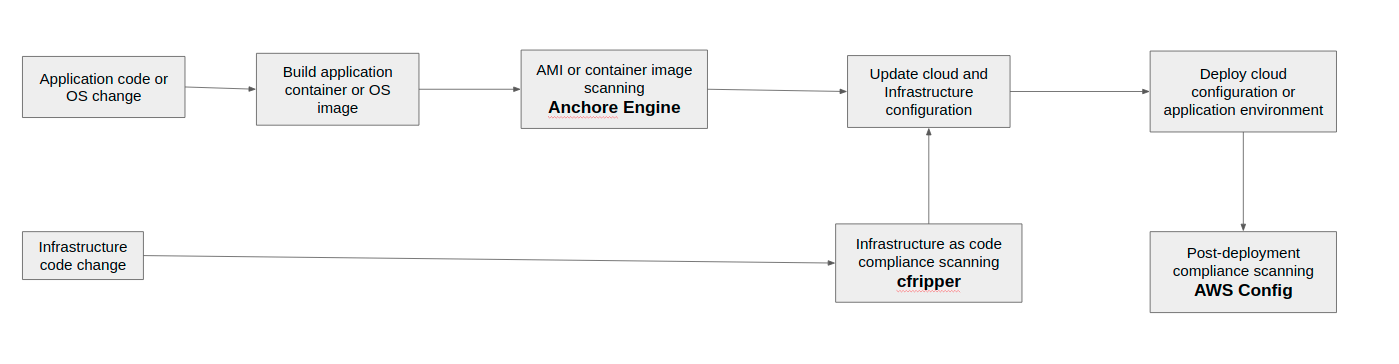 Application code or
OS change
Build application
container or OS
image
AMI or container image
scanning
Anchore Engine
Update cloud and
Infrastructure
configuration
Deploy cloud
configuration or
application environment
Infrastructure
code change
Infrastructure as code
compliance scanning
cfripper
Post-deployment
compliance scanning
AWS Config